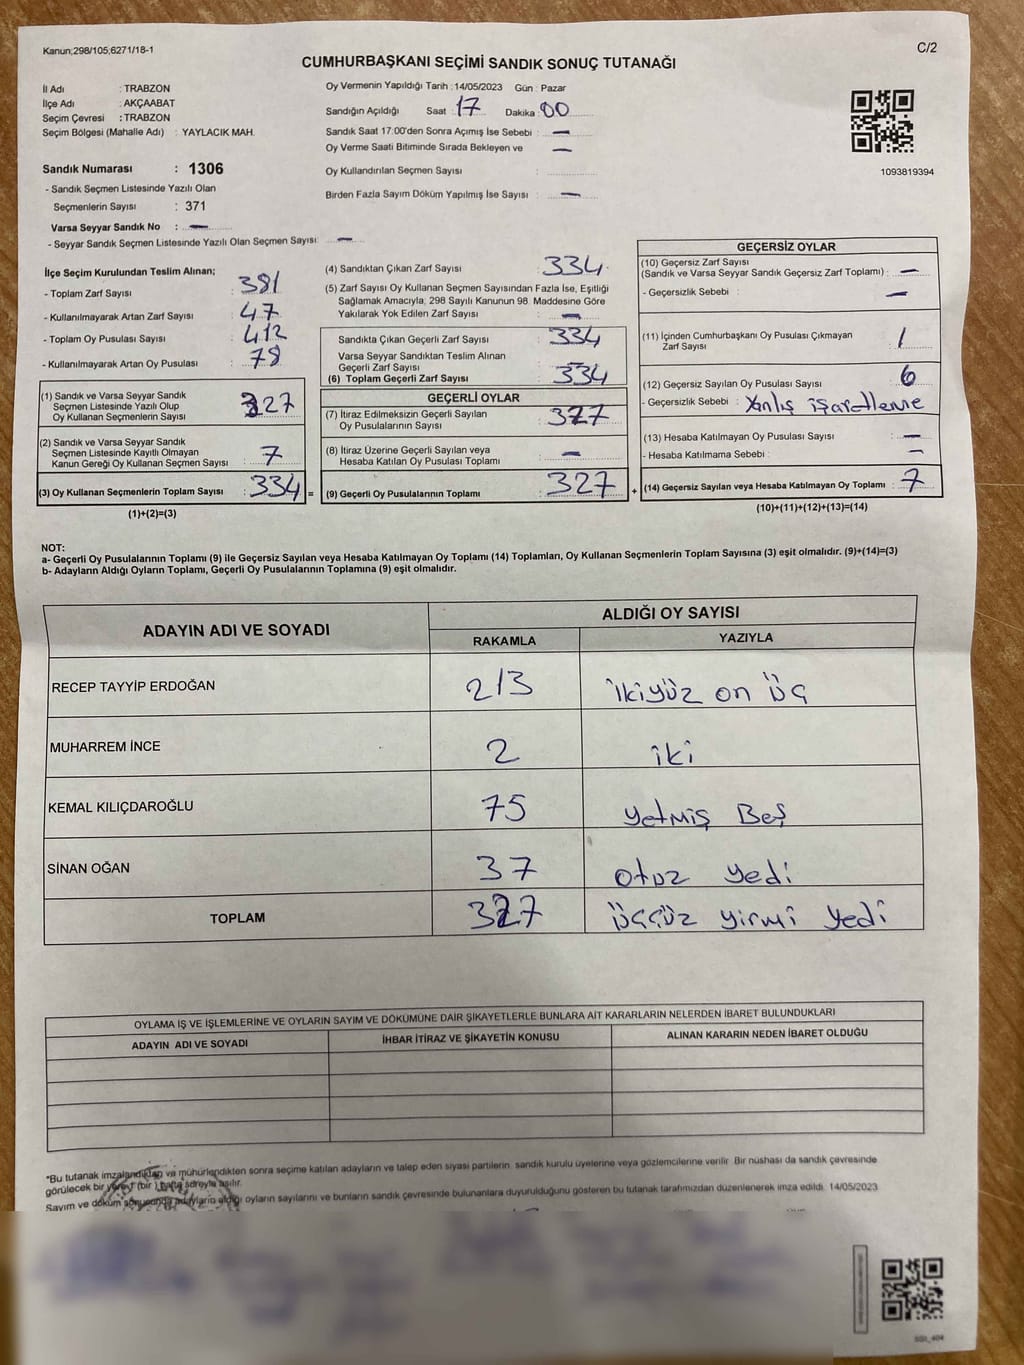 Kanun;298/105;6271/18-1
C/2
CUMHURBAŞKANI SEÇİMİ SANDIK SONUÇ TUTANAĞI
İl Adı : TRABZON
İlçe Adı : AKÇAABAT
Seçim Çevresi : TRABZON
Seçim Bölgesi (Mahalle Adı) : YAYLACIK MAH.
Oy Vermenin Yapıldığı Tarih : 14/05/2023 Gün : Pazar
Sandığın Açıldığı Saat : 17 Dakika : 00
Sandık Saat 17:00'den Sonra Açımış İse Sebebi : —
Oy Verme Saati Bitiminde Sırada Bekleyen ve —
Oy Kullandırılan Seçmen Sayısı :
Birden Fazla Sayım Döküm Yapılmış İse Sayısı : —
1093819394
Sandık Numarası : 1306
- Sandık Seçmen Listesinde Yazılı Olan
Seçmenlerin Sayısı : 371
Varsa Seyyar Sandık No : —
- Seyyar Sandık Seçmen Listesinde Yazılı Olan Seçmen Sayısı: —
İlçe Seçim Kurulundan Teslim Alınan;
- Toplam Zarf Sayısı : 381
- Kullanılmayarak Artan Zarf Sayısı : 47
- Toplam Oy Pusulası Sayısı : 412
- Kullanılmayarak Artan Oy Pusulası : 78
(1) Sandık ve Varsa Seyyar Sandık
Seçmen Listesinde Yazılı Olup
Oy Kullanan Seçmenlerin Sayısı : 327
(2) Sandık ve Varsa Seyyar Sandık
Seçmen Listesinde Kayıtlı Olmayan
Kanun Gereği Oy Kullanan Seçmen Sayısı : 7
(3) Oy Kullanan Seçmenlerin Toplam Sayısı : 334 =
(1)+(2)=(3)
(4) Sandıktan Çıkan Zarf Sayısı : 334
(5) Zarf Sayısı Oy Kullanan Seçmen Sayısından Fazla İse, Eşitliği
Sağlamak Amacıyla, 298 Sayılı Kanunun 98. Maddesine Göre
Yakılarak Yok Edilen Zarf Sayısı : —
Sandıkta Çıkan Geçerli Zarf Sayısı : 334
Varsa Seyyar Sandıktan Teslim Alınan
Geçerli Zarf Sayısı :
(6) Toplam Geçerli Zarf Sayısı : 334
GEÇERLİ OYLAR
(7) İtiraz Edilmeksizin Geçerli Sayılan
Oy Pusulalarının Sayısı : 327
(8) İtiraz Üzerine Geçerli Sayılan veya
Hesaba Katılan Oy Pusulası Toplamı : —
(9) Geçerli Oy Pusulalarının Toplamı : 327 +
GEÇERSİZ OYLAR
(10) Geçersiz Zarf Sayısı
(Sandık ve Varsa Seyyar Sandık Geçersiz Zarf Toplamı) : —
- Geçersizlik Sebebi : —
(11) İçinden Cumhurbaşkanı Oy Pusulası Çıkmayan
Zarf Sayısı : 1
(12) Geçersiz Sayılan Oy Pusulası Sayısı : 6
- Geçersizlik Sebebi : Yanlış işaretleme
(13) Hesaba Katılmayan Oy Pusulası Sayısı : —
- Hesaba Katılmama Sebebi : —
(14) Geçersiz Sayılan veya Hesaba Katılmayan Oy Toplamı : 7
(10)+(11)+(12)+(13)=(14)
NOT:
a- Geçerli Oy Pusulalarının Toplamı (9) ile Geçersiz Sayılan veya Hesaba Katılmayan Oy Toplamı (14) Toplamları, Oy Kullanan Seçmenlerin Toplam Sayısına (3) eşit olmalıdır. (9)+(14)=(3)
b- Adayların Aldığı Oyların Toplamı, Geçerli Oy Pusulalarının Toplamına (9) eşit olmalıdır.
ADAYIN ADI VE SOYADI
ALDIĞI OY SAYISI
RAKAMLA YAZIYLA
RECEP TAYYİP ERDOĞAN 213 ikiyüz on üç
MUHARREM İNCE 2 iki
KEMAL KILIÇDAROĞLU 75 yetmiş Beş
SİNAN OĞAN 37 otuz yedi
TOPLAM 327 üççüz yirmi yedi
OYLAMA İŞ VE İŞLEMLERİNE VE OYLARIN SAYIM VE DÖKÜMÜNE DAİR ŞİKAYETLERLE BUNLARA AİT KARARLARIN NELERDEN İBARET BULUNDUKLARI
ADAYIN ADI VE SOYADI İHBAR İTİRAZ VE ŞİKAYETİN KONUSU ALINAN KARARIN NEDEN İBARET OLDUĞU
*Bu tutanak imzalandıktan ve mühürlendikten sonra seçime katılan adayların ve talep eden siyasi partilerin sandık kurulu üyelerine veya gözlemcilerine verilir. Bir nüshası da sandık çevresinde
görülecek bir yere 1 (bir ) hafta süreyle asılır.
Sayım ve döküm sonucunda adayların aldığı oyların sayılarını ve bunların sandık çevresinde bulunanlara duyurulduğunu gösteren bu tutanak tarafımızdan düzenlenerek imza edildi. 14/05/2023